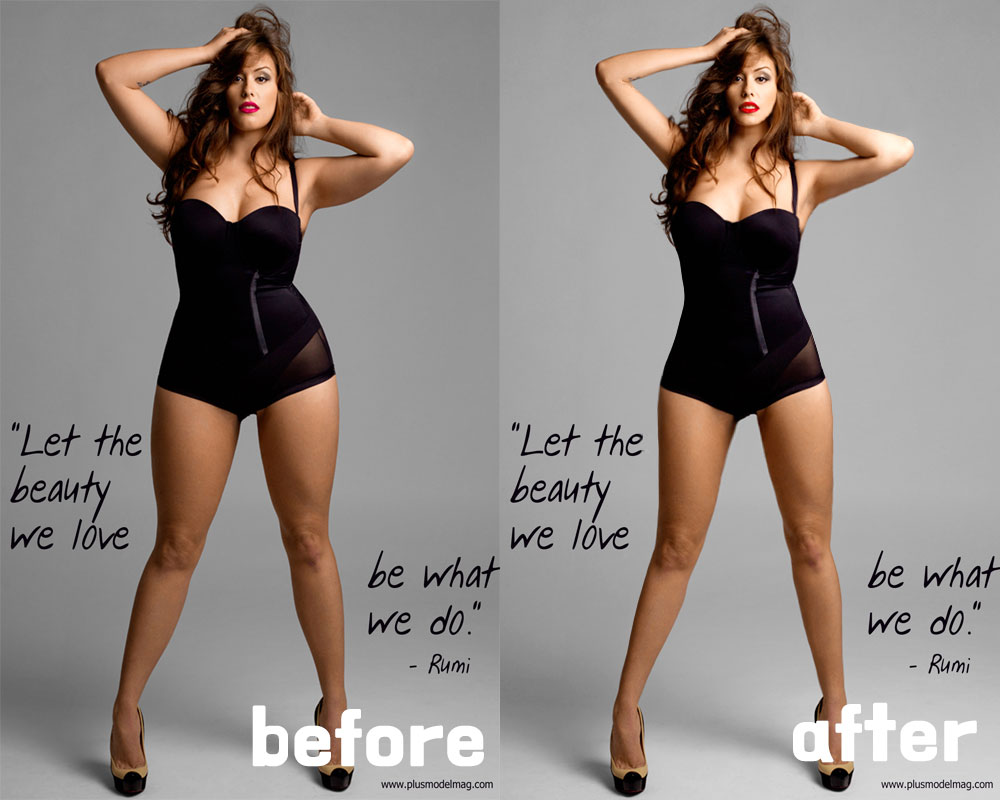 "Let the
beauty
we love
be what
we do."
- Rumi
before
www.plusmodelmag.com
"Let the
beauty
we love
be what
we do."
- Rumi
after
www.plusmodelmag.com